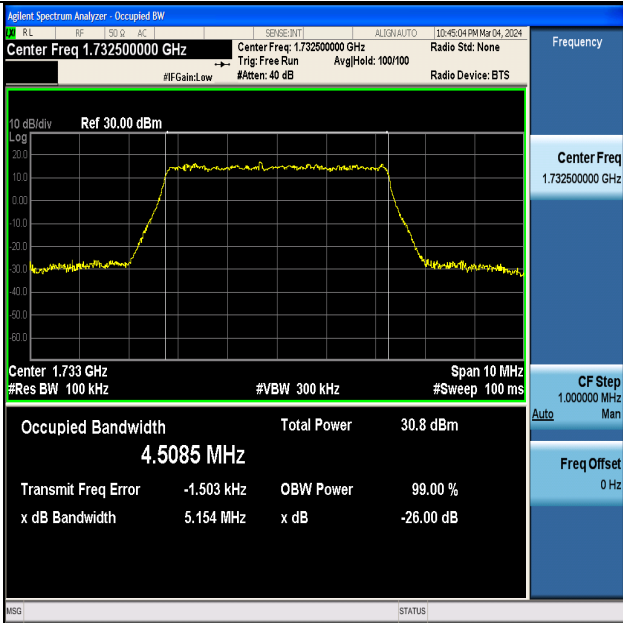 Agilent Spectrum Analyzer - Occupied BW
LXI RL RF 50 Ω AC SENSE:INT ALIGN AUTO 10:45:04 PM Mar 04, 2024
Center Freq 1.732500000 GHz Center Freq: 1.732500000 GHz Radio Std: None
Trig: Free Run Avg|Hold: 100/100
#IFGain:Low #Atten: 40 dB Radio Device: BTS
10 dB/div Ref 30.00 dBm
Log
20.0
10.0
0.00
-10.0
-20.0
-30.0
-40.0
-50.0
-60.0
Center 1.733 GHz Span 10 MHz
#Res BW 100 kHz #VBW 300 kHz #Sweep 100 ms
Occupied Bandwidth Total Power 30.8 dBm
4.5085 MHz
Transmit Freq Error -1.503 kHz OBW Power 99.00 %
x dB Bandwidth 5.154 MHz x dB -26.00 dB
MSG STATUS
Frequency
Center Freq
1.732500000 GHz
CF Step
1.000000 MHz
Auto Man
Freq Offset
0 Hz